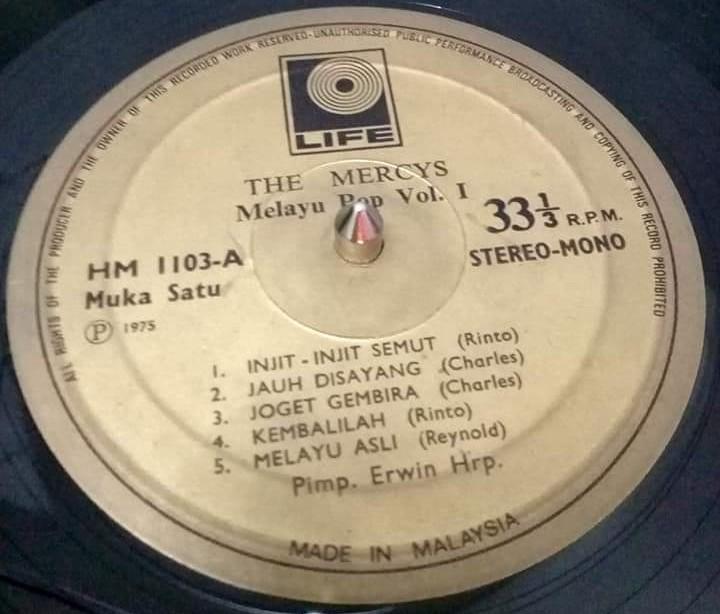 ALL RIGHTS OF THE PRODUCER AND THE OWNER OF THIS RECORDED WORK RESERVED-UNAUTHORISED PUBLIC PERFORMANCE BROADCASTING AND COPYING OF THIS RECORD PROHIBITED
LIFE
THE MERCYS
Melayu Pop Vol. I
33 1/3 R.P.M.
STEREO-MONO
HM 1103-A
Muka Satu
Ⓟ 1975
1. INJIT-INJIT SEMUT (Rinto)
2. JAUH DISAYANG (Charles)
3. JOGET GEMBIRA (Charles)
4. KEMBALILAH (Rinto)
5. MELAYU ASLI (Reynold)
Pimp. Erwin Hrp.
MADE IN MALAYSIA